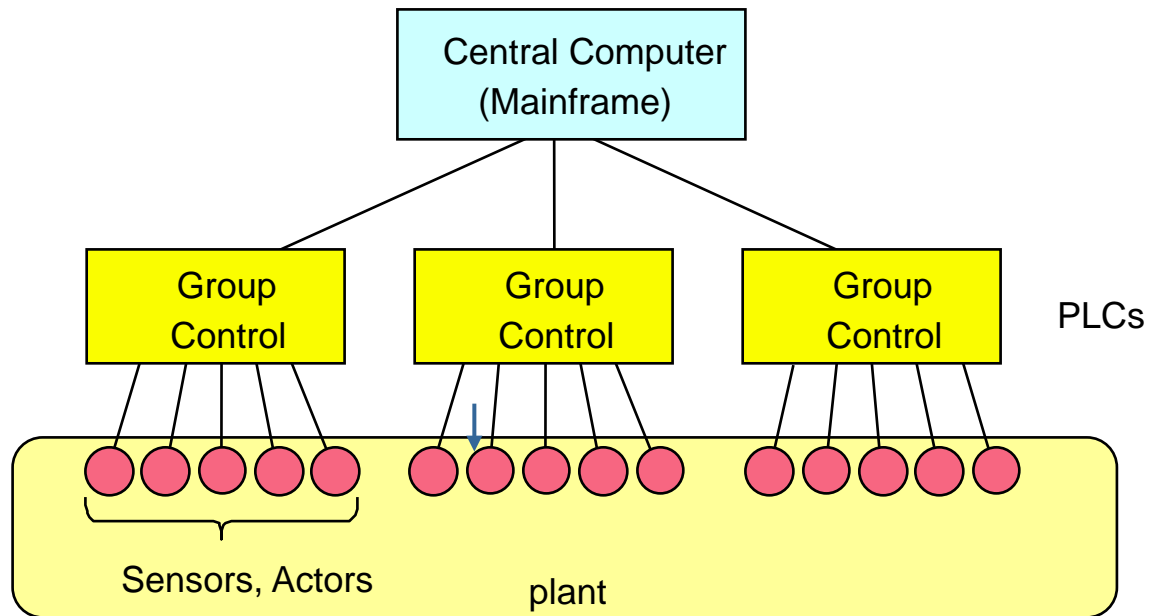 Central Computer
(Mainframe)
Group
Control
Group
Control
Group
Control
PLCs
Sensors, Actors
plant